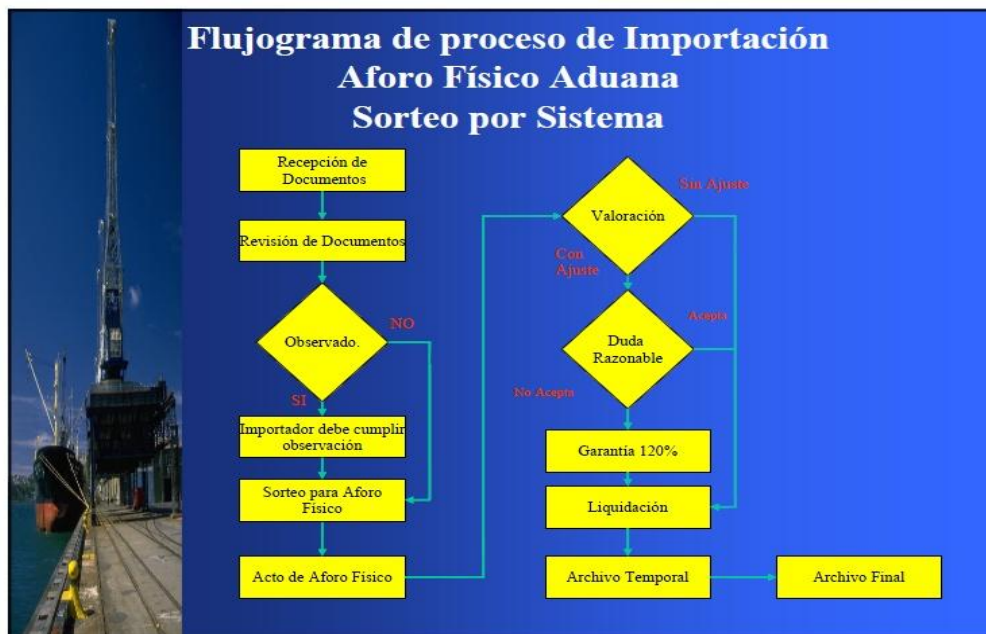 Flujograma de proceso de Importación
Aforo Físico Aduana
Sorteo por Sistema
Recepción de
Documentos
Revisión de Documentos
Observado.
NO
SI
Importador debe cumplir
observación
Sorteo para Aforo
Físico
Acto de Aforo Físico
Valoración
Sin Ajuste
Con
Ajuste
Duda
Razonable
Acepta
No Acepta
Garantía 120%
Liquidación
Archivo Temporal
Archivo Final